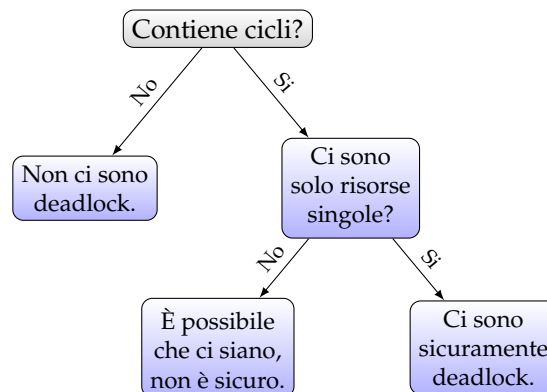 Contiene cicli?
No
Si
Non ci sono
deadlock.
Ci sono
solo risorse
singole?
No
Si
È possibile
che ci siano,
non è sicuro.
Ci sono
sicuramente
deadlock.